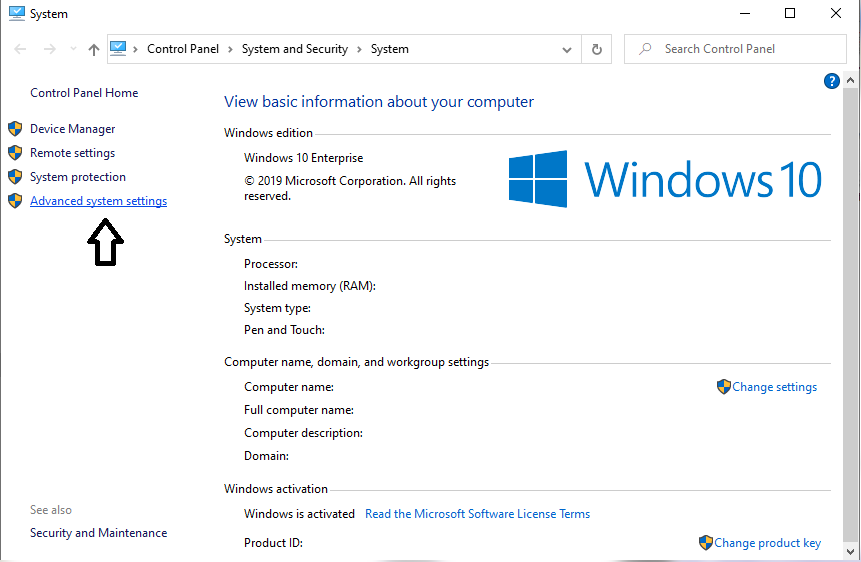 System
Control Panel > System and Security > System
Search Control Panel
?
Control Panel Home
Device Manager
Remote settings
System protection
Advanced system settings
See also
Security and Maintenance
View basic information about your computer
Windows edition
Windows 10 Enterprise
© 2019 Microsoft Corporation. All rights
reserved.
Windows 10
System
Processor:
Installed memory (RAM):
System type:
Pen and Touch:
Computer name, domain, and workgroup settings
Computer name:
Change settings
Full computer name:
Computer description:
Domain:
Windows activation
Windows is activated Read the Microsoft Software License Terms
Product ID:
Change product key